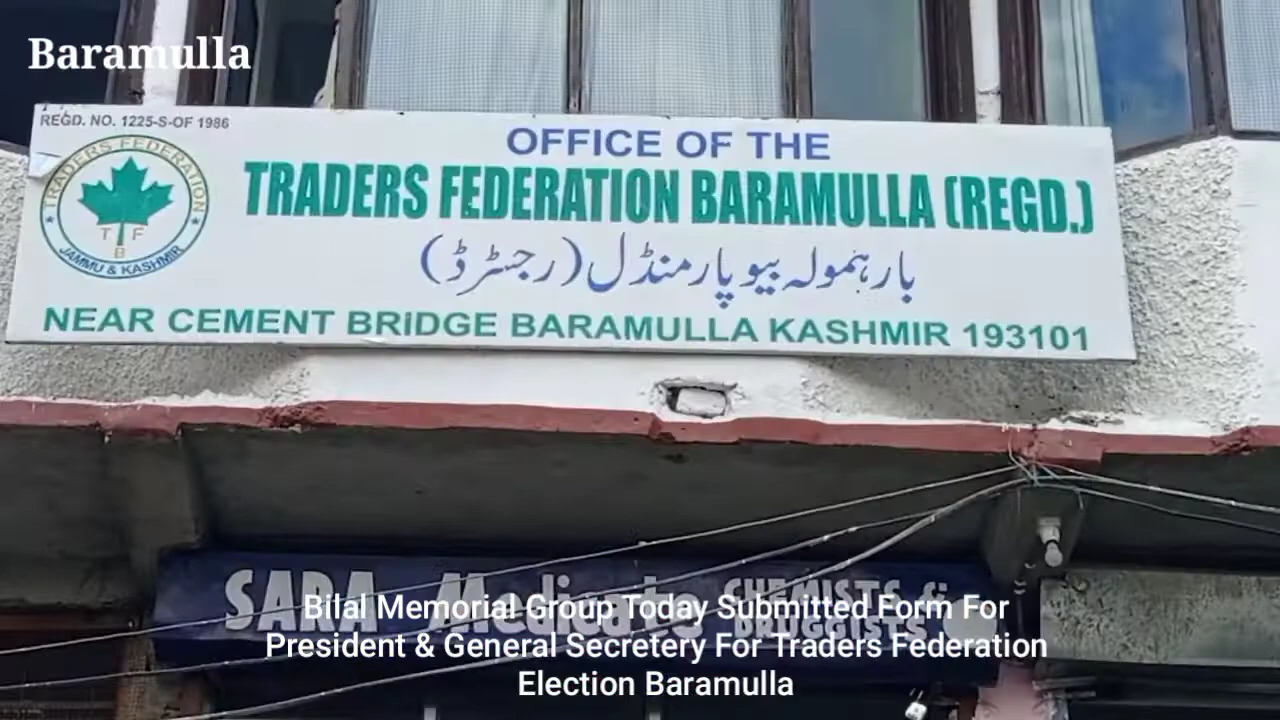 Baramulla
REGD. NO. 1225-S-OF 1986
TRADERS FEDERATION
T F
B
JAMMU & KASHMIR
OFFICE OF THE
TRADERS FEDERATION BARAMULLA (REGD.)
بارہمولہ بیوپار منڈل (رجسٹرڈ)
NEAR CEMENT BRIDGE BARAMULLA KASHMIR 193101
SARA Medicate CHEMISTS & DRUGGISTS
Bilal Memorial Group Today Submitted Form For
President & General Secretery For Traders Federation
Election Baramulla